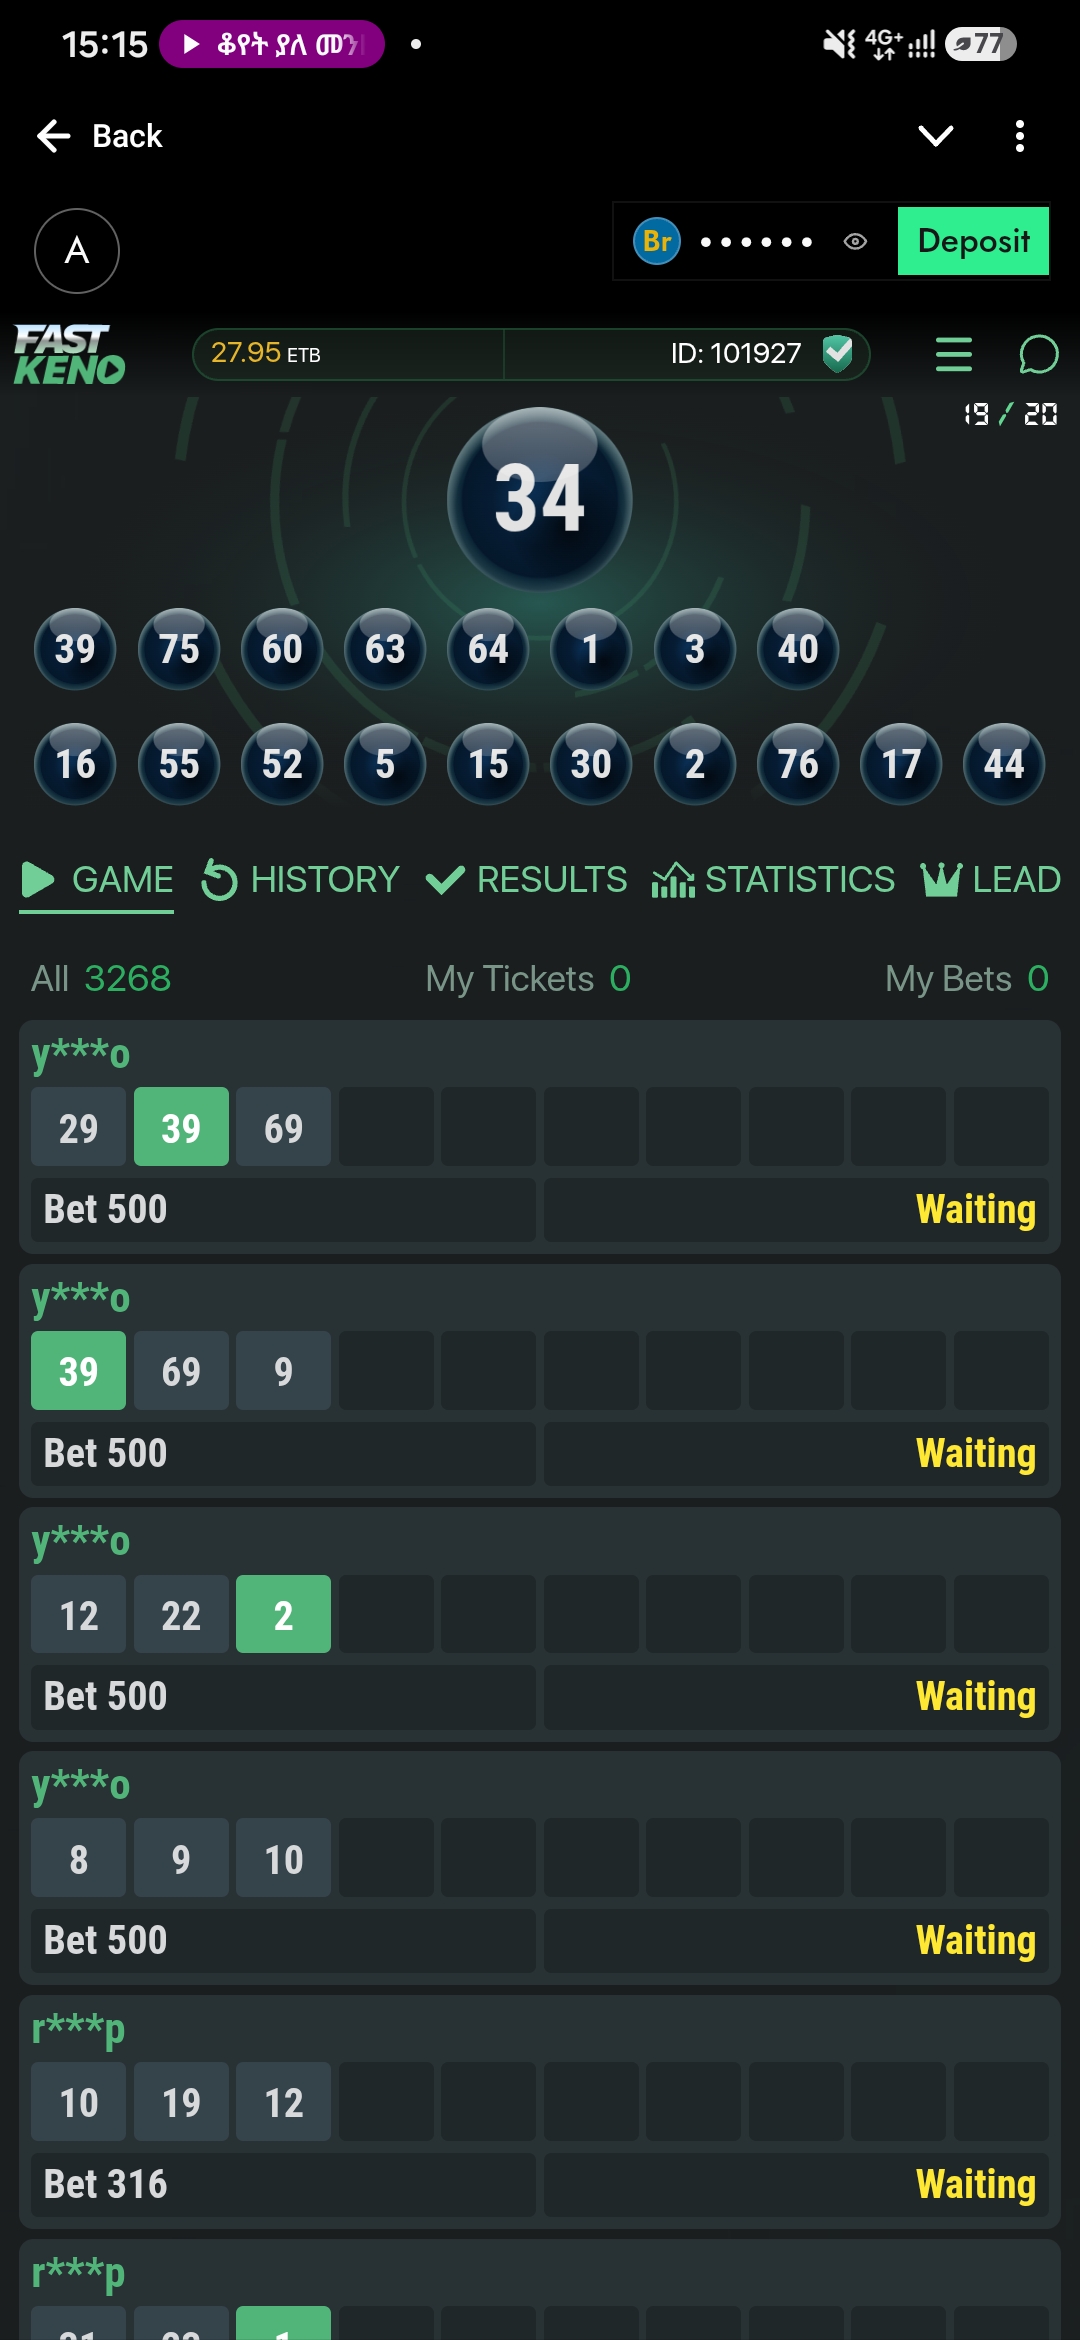 15:15 ቆየት ያለ መን 4G+ 77
Back
A Br Deposit
FAST KENO 27.95 ETB ID: 101927
19 / 20
34
39 75 60 63 64 1 3 40
16 55 52 5 15 30 2 76 17 44
GAME HISTORY RESULTS STATISTICS LEAD
All 3268 My Tickets 0 My Bets 0
y***o
29 39 69
Bet 500 Waiting
y***o
39 69 9
Bet 500 Waiting
y***o
12 22 2
Bet 500 Waiting
y***o
8 9 10
Bet 500 Waiting
r***p
10 19 12
Bet 316 Waiting
r***p